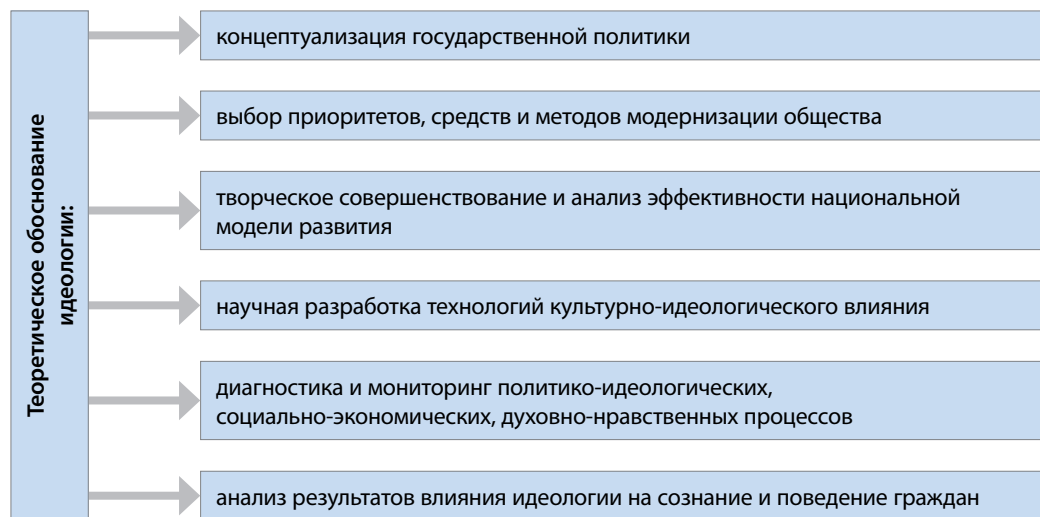 Теоретическое обоснование
идеологии:
концептуализация государственной политики
выбор приоритетов, средств и методов модернизации общества
творческое совершенствование и анализ эффективности национальной
модели развития
научная разработка технологий культурно-идеологического влияния
диагностика и мониторинг политико-идеологических,
социально-экономических, духовно-нравственных процессов
анализ результатов влияния идеологии на сознание и поведение граждан